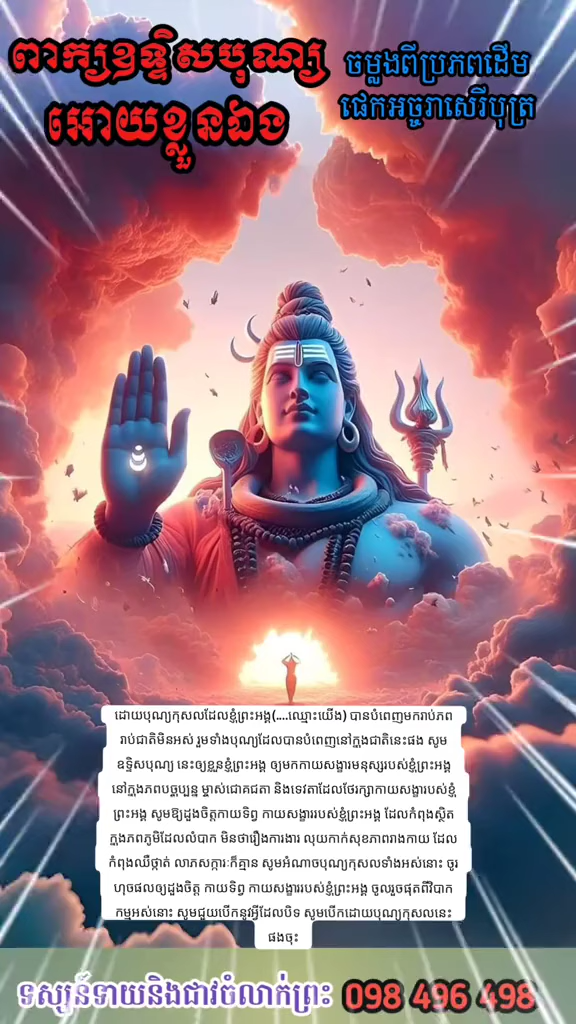 ពាក្យឧទ្ទិសបុណ្យ
អោយខ្លួនឯង
ចម្លងពីប្រភពដើម
ផេកអច្ចរាសេរីបុត្រ
ដោយបុណ្យកុសលដែលខ្ញុំព្រះអង្គ(....ឈ្មោះយើង) បានបំពេញមករាប់ភព
រាប់ជាតិមិនអស់ រួមទាំងបុណ្យដែលបានបំពេញនៅក្នុងជាតិនេះផង សូម
ឧទ្ទិសបុណ្យ នេះឲ្យខ្លួនខ្ញុំព្រះអង្គ ឲ្យមកកាយសង្ខារមនុស្សរបស់ខ្ញុំព្រះអង្គ
នៅក្នុងភពបច្ចុប្បន្ន ម្ចាស់ជោគជតា និងទេវតាដែលថែរក្សាកាយសង្ខាររបស់ខ្ញុំ
ព្រះអង្គ សូមឱ្យដួងចិត្តកាយទិព្វ កាយសង្ខាររបស់ខ្ញុំព្រះអង្គ ដែលកំពុងស្ថិត
ក្នុងភពភូមិដែលលំបាក មិនថារឿងការងារ លុយកាក់សុខភាពរាងកាយ ដែល
កំពុងឈឺថ្កាត់ លាភសក្ការៈក៏គ្មាន សូមអំណាចបុណ្យកុសលទាំងអស់នោះ ចូរ
ហុចផលឲ្យដួងចិត្ត កាយទិព្វ កាយសង្ខាររបស់ខ្ញុំព្រះអង្គ ចូលរួចផុតពីវិបាក
កម្មអស់នោះ សូមជួយបើកនូវអ្វីដែលបិទ សូមបើកដោយបុណ្យកុសលនេះ
ផងចុះ
ទស្សន៍ទាយនិងជាវចំលាក់ព្រះ 098 496 498